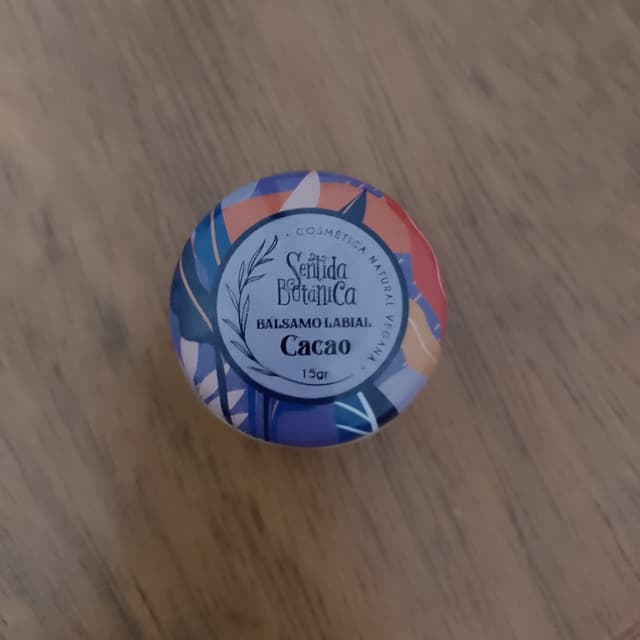 • COSMÉTICA NATURAL VEGANA •
Sentida
Botánica
BÁLSAMO LABIAL
Cacao
15gr